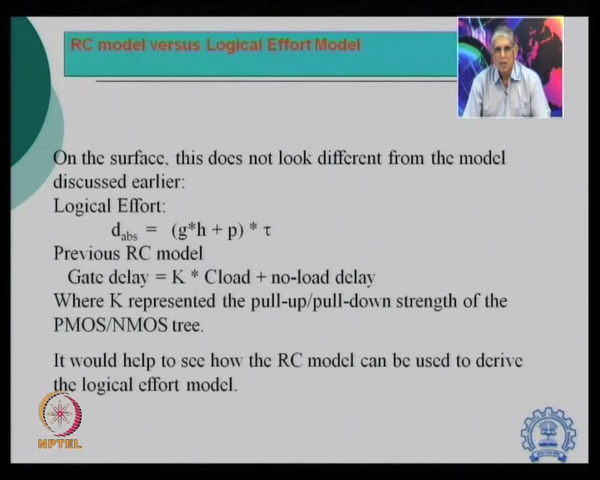 RC model versus Logical Effort Model
On the surface, this does not look different from the model
discussed earlier:
Logical Effort:
d_abs = (g*h + p) * τ
Previous RC model
Gate delay = K * Cload + no-load delay
Where K represented the pull-up/pull-down strength of the
PMOS/NMOS tree.
It would help to see how the RC model can be used to derive
the logical effort model.
NPTEL